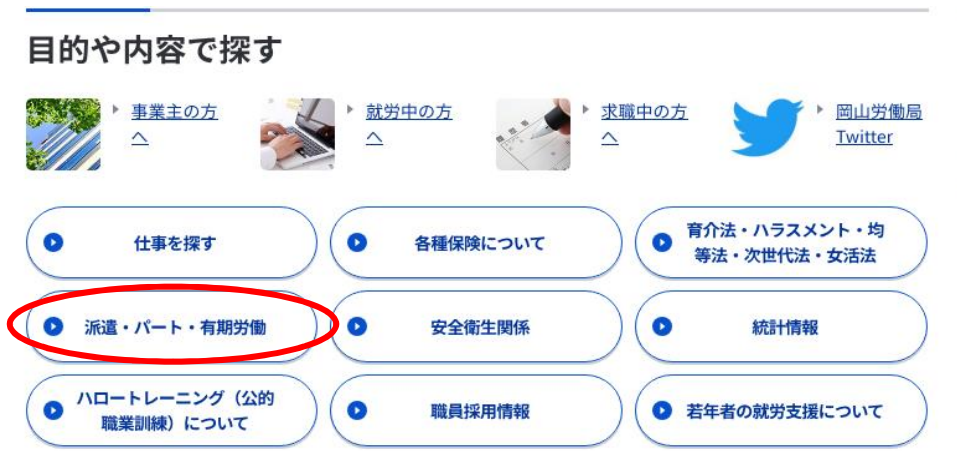 目的や内容で探す
事業主の方
へ
就労中の方
へ
求職中の方
へ
岡山労働局
Twitter
仕事を探す
各種保険について
育介法・ハラスメント・均
等法・次世代法・女活法
派遣・パート・有期労働
安全衛生関係
統計情報
ハロートレーニング（公的
職業訓練）について
職員採用情報
若年者の就労支援について